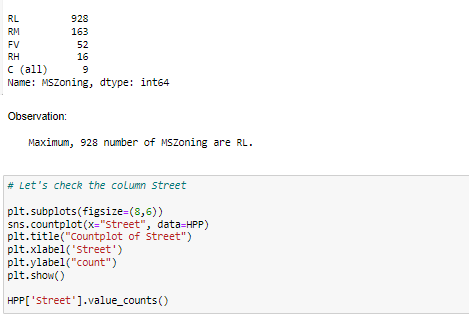 RL 928
RM 163
FV 52
RH 16
C (all) 9
Name: MSZoning, dtype: int64
Observation:
Maximum, 928 number of MSZoning are RL.
# Let's check the column Street
plt.subplots(figsize=(8,6))
sns.countplot(x="Street", data=HPP)
plt.title("Countplot of Street")
plt.xlabel('Street')
plt.ylabel("count")
plt.show()
HPP['Street'].value_counts()